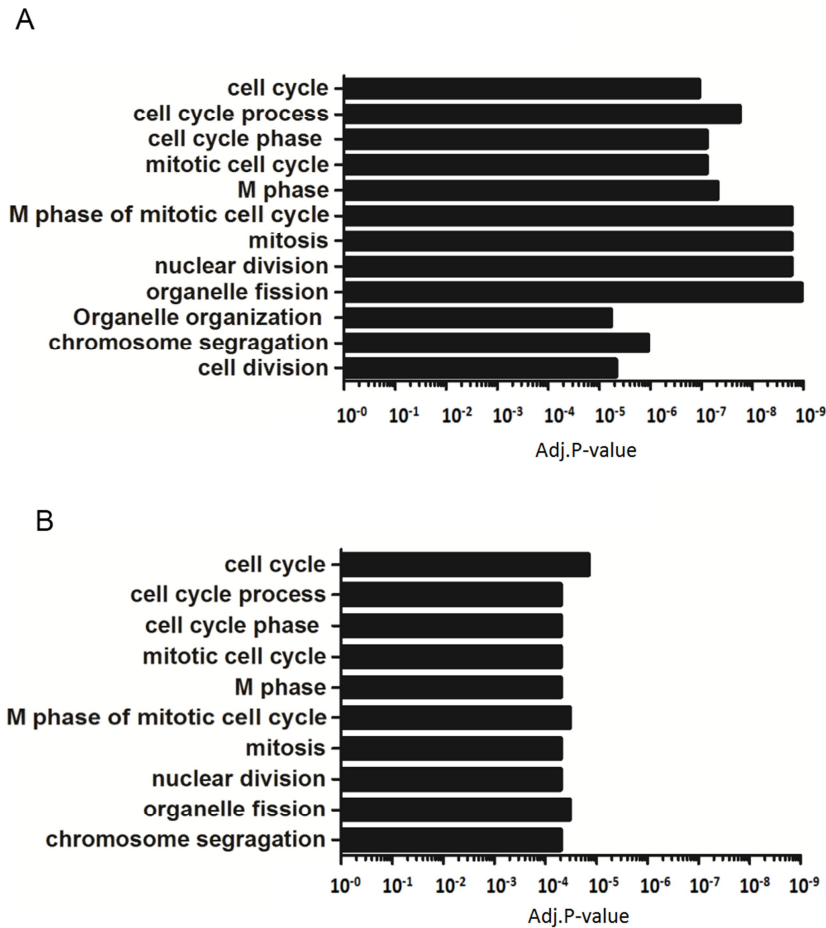 A
cell cycle
cell cycle process
cell cycle phase
mitotic cell cycle
M phase
M phase of mitotic cell cycle
mitosis
nuclear division
organelle fission
Organelle organization
chromosome segragation
cell division
10⁻⁰ 10⁻¹ 10⁻² 10⁻³ 10⁻⁴ 10⁻⁵ 10⁻⁶ 10⁻⁷ 10⁻⁸ 10⁻⁹
Adj.P-value
B
cell cycle
cell cycle process
cell cycle phase
mitotic cell cycle
M phase
M phase of mitotic cell cycle
mitosis
nuclear division
organelle fission
chromosome segragation
10⁻⁰ 10⁻¹ 10⁻² 10⁻³ 10⁻⁴ 10⁻⁵ 10⁻⁶ 10⁻⁷ 10⁻⁸ 10⁻⁹
Adj.P-value